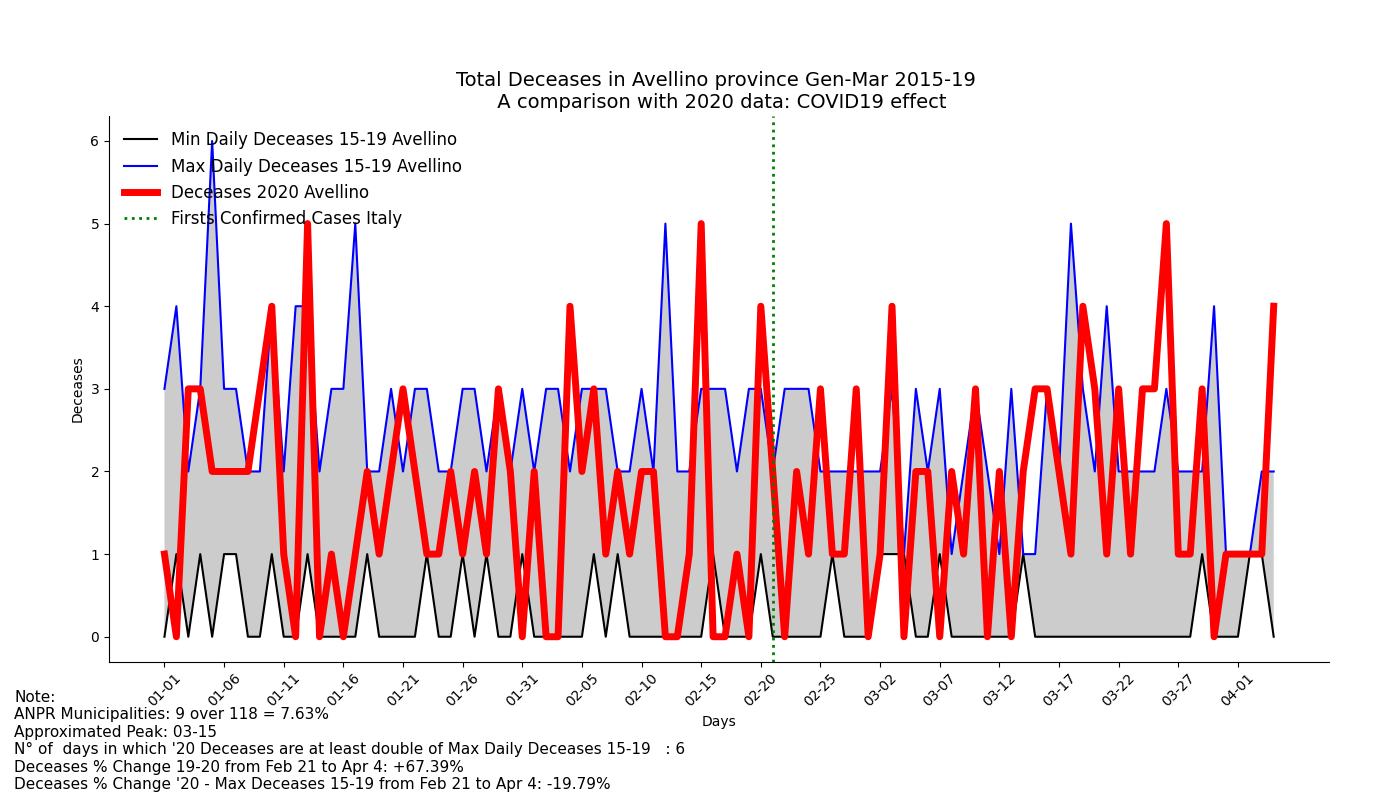 Total Deceases in Avellino province Gen-Mar 2015-19
A comparison with 2020 data: COVID19 effect
Min Daily Deceases 15-19 Avellino
Max Daily Deceases 15-19 Avellino
Deceases 2020 Avellino
Firsts Confirmed Cases Italy
Deceases
6
5
4
3
2
1
0
01-01 01-06 01-11 01-16 01-21 01-26 01-31 02-05 02-10 02-15 02-20 02-25 03-02 03-07 03-12 03-17 03-22 03-27 04-01
Days
Note:
ANPR Municipalities: 9 over 118 = 7.63%
Approximated Peak: 03-15
N° of  days in which '20 Deceases are at least double of Max Daily Deceases 15-19   : 6
Deceases % Change 19-20 from Feb 21 to Apr 4: +67.39%
Deceases % Change '20 - Max Deceases 15-19 from Feb 21 to Apr 4: -19.79%